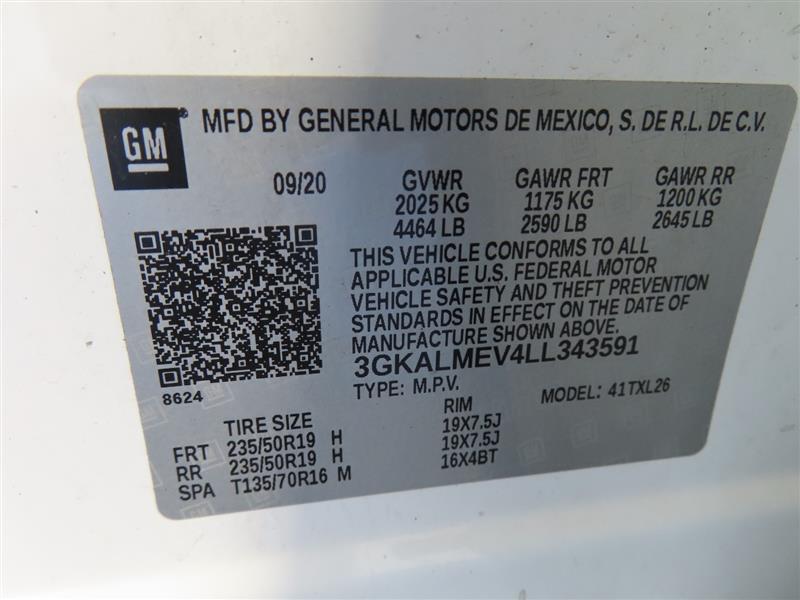 GM® MFD BY GENERAL MOTORS DE MEXICO, S. DE R.L. DE C.V.
09/20 GVWR GAWR FRT GAWR RR
2025 KG 1175 KG 1200 KG
4464 LB 2590 LB 2645 LB
THIS VEHICLE CONFORMS TO ALL
APPLICABLE U.S. FEDERAL MOTOR
VEHICLE SAFETY AND THEFT PREVENTION
STANDARDS IN EFFECT ON THE DATE OF
MANUFACTURE SHOWN ABOVE.
3GKALMEV4LL343591
8624 TYPE: M.P.V. MODEL: 41TXL26
TIRE SIZE RIM
FRT 235/50R19 H 19X7.5J
RR 235/50R19 H 19X7.5J
SPA T135/70R16 M 16X4BT